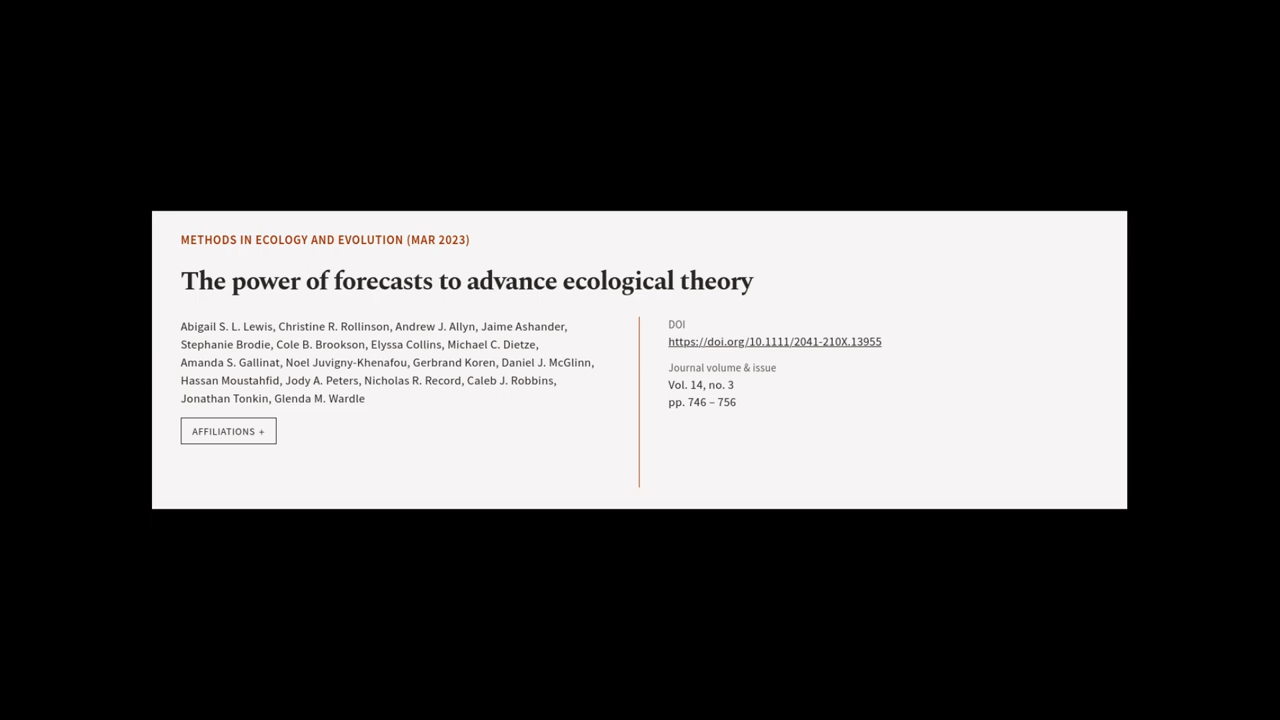 METHODS IN ECOLOGY AND EVOLUTION (MAR 2023)
The power of forecasts to advance ecological theory
Abigail S. L. Lewis, Christine R. Rollinson, Andrew J. Allyn, Jaime Ashander,
Stephanie Brodie, Cole B. Brookson, Elyssa Collins, Michael C. Dietze,
Amanda S. Gallinat, Noel Juvigny-Khenafou, Gerbrand Koren, Daniel J. McGlinn,
Hassan Moustahfid, Jody A. Peters, Nicholas R. Record, Caleb J. Robbins,
Jonathan Tonkin, Glenda M. Wardle
AFFILIATIONS +
DOI
https://doi.org/10.1111/2041-210X.13955
Journal volume & issue
Vol. 14, no. 3
pp. 746 – 756